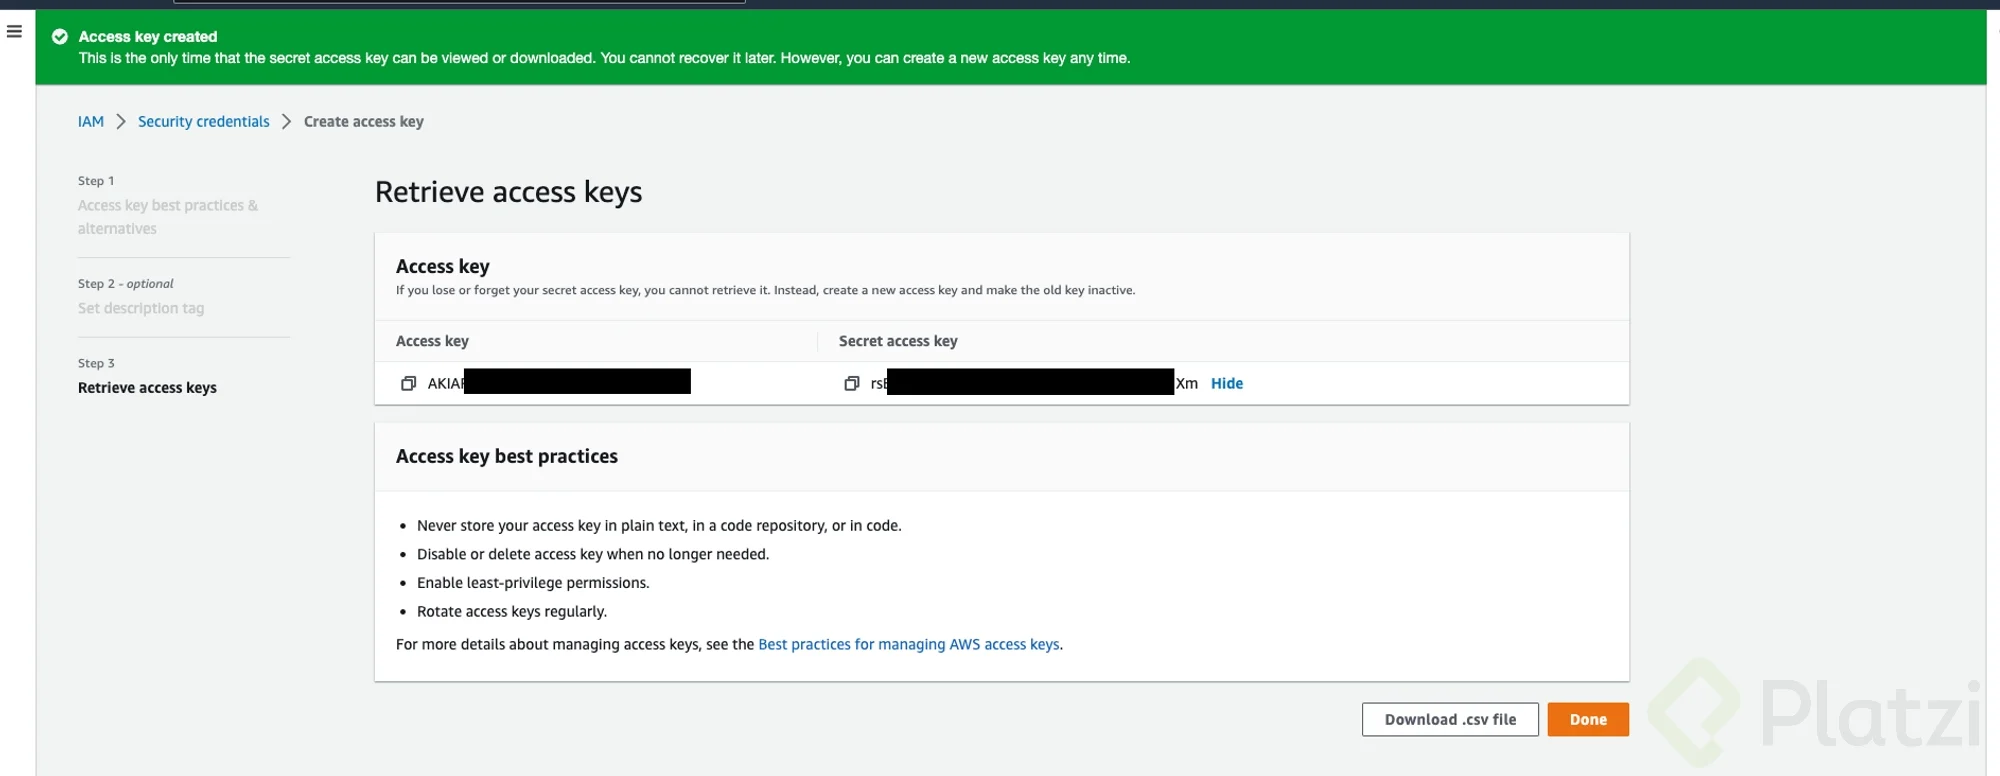 Access key created
This is the only time that the secret access key can be viewed or downloaded. You cannot recover it later. However, you can create a new access key any time.
IAM > Security credentials > Create access key
Step 1
Access key best practices &
alternatives
Step 2 - optional
Set description tag
Step 3
Retrieve access keys
Retrieve access keys
Access key
If you lose or forget your secret access key, you cannot retrieve it. Instead, create a new access key and make the old key inactive.
Access key Secret access key
AKIA rs Xm Hide
Access key best practices
• Never store your access key in plain text, in a code repository, or in code.
• Disable or delete access key when no longer needed.
• Enable least-privilege permissions.
• Rotate access keys regularly.
For more details about managing access keys, see the Best practices for managing AWS access keys.
Download .csv file Done
Platzi